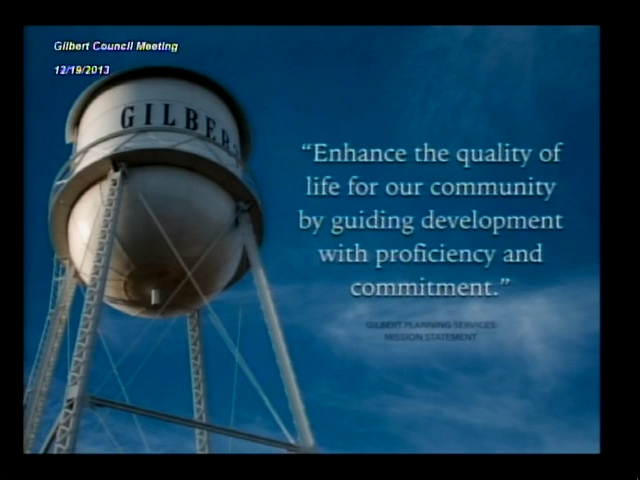 Gilbert Council Meeting
12/19/2013
GILBER
“Enhance the quality of
life for our community
by guiding development
with proficiency and
commitment.”
GILBERT PLANNING SERVICES
MISSION STATEMENT